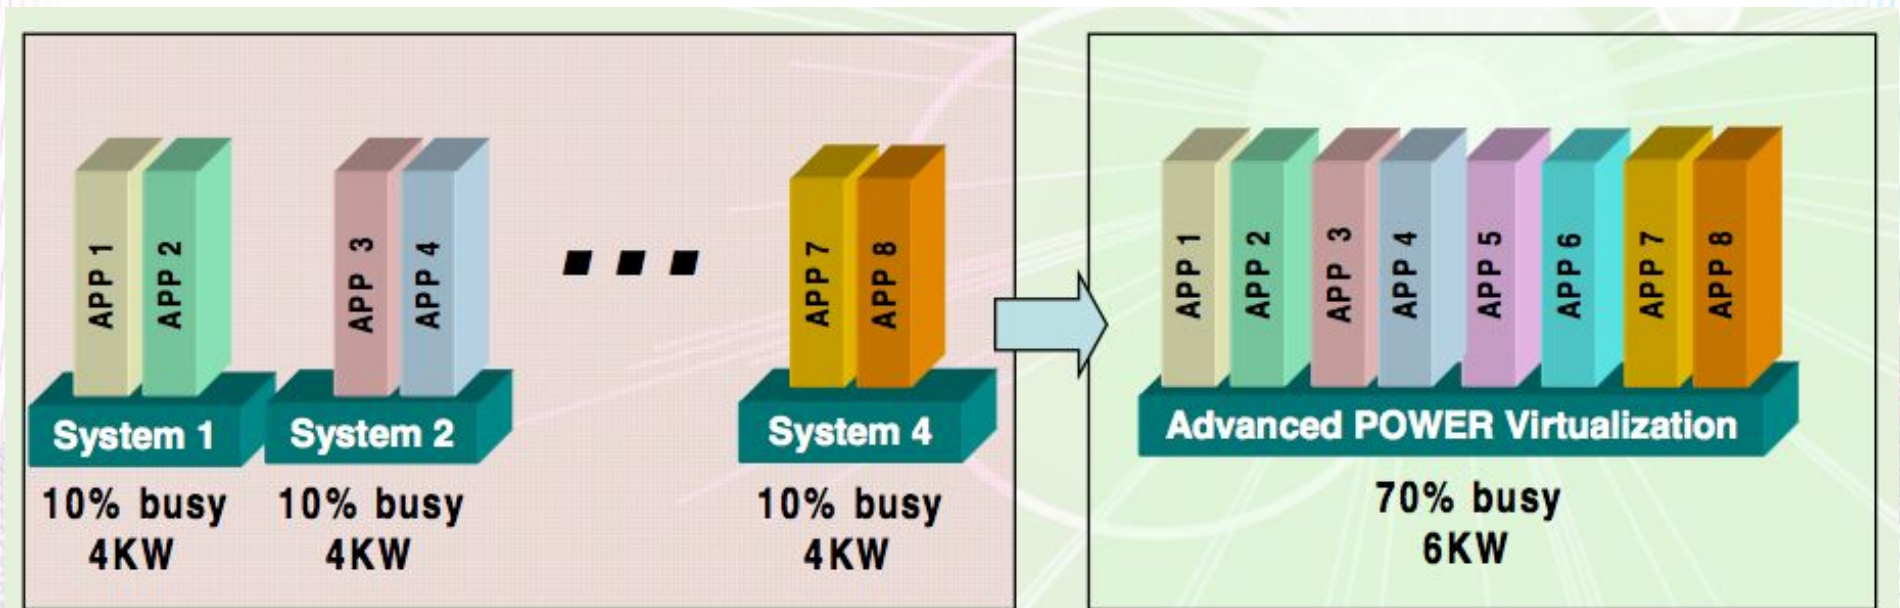 APP 1
APP 2
APP 3
APP 4
APP 7
APP 8
System 1
System 2
System 4
10% busy
4KW
10% busy
4KW
10% busy
4KW
APP 1
APP 2
APP 3
APP 4
APP 5
APP 6
APP 7
APP 8
Advanced POWER Virtualization
70% busy
6KW